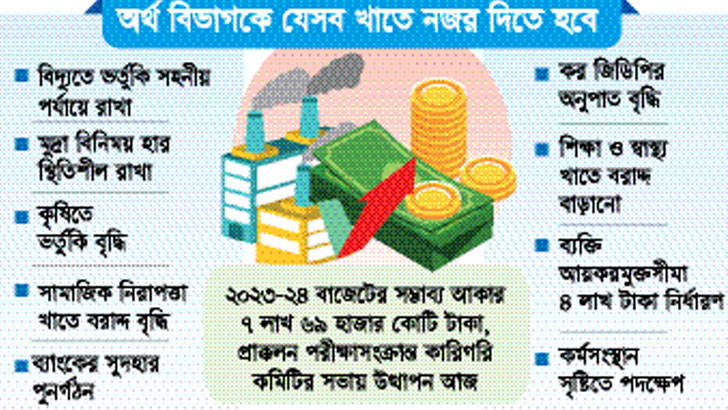 অর্থ বিভাগকে যেসব খাতে নজর দিতে হবে
বিদ্যুতে ভর্তুকি সহনীয়
পর্যায়ে রাখা
মুদ্রা বিনিময় হার
স্থিতিশীল রাখা
কৃষিতে
ভর্তুকি বৃদ্ধি
সামাজিক নিরাপত্তা
খাতে বরাদ্দ বৃদ্ধি
ব্যাংকের সুদহার
পুনর্গঠন
কর জিডিপির
অনুপাত বৃদ্ধি
শিক্ষা ও স্বাস্থ্য
খাতে বরাদ্দ
বাড়ানো
ব্যক্তি
আয়করমুক্তসীমা
৪ লাখ টাকা নির্ধারণ
কর্মসংস্থান
সৃষ্টিতে পদক্ষেপ
২০২৩-২৪ বাজেটের সম্ভাব্য আকার
৭ লাখ ৬৯ হাজার কোটি টাকা,
প্রাক্কলন পরীক্ষাসংক্রান্ত কারিগরি
কমিটির সভায় উত্থাপন আজ